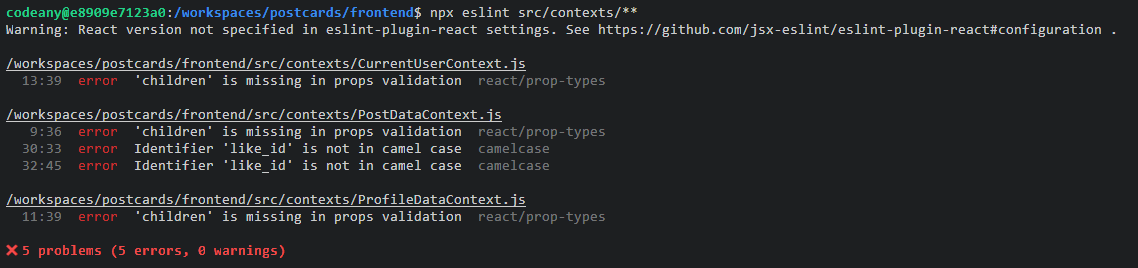 codeany@e8909e7123a0:/workspaces/postcards/frontend$ npx eslint src/contexts/**
Warning: React version not specified in eslint-plugin-react settings. See https://github.com/jsx-eslint/eslint-plugin-react#configuration .
/workspaces/postcards/frontend/src/contexts/CurrentUserContext.js
13:39 error 'children' is missing in props validation react/prop-types
/workspaces/postcards/frontend/src/contexts/PostDataContext.js
9:36 error 'children' is missing in props validation react/prop-types
30:33 error Identifier 'like_id' is not in camel case camelcase
32:45 error Identifier 'like_id' is not in camel case camelcase
/workspaces/postcards/frontend/src/contexts/ProfileDataContext.js
11:39 error 'children' is missing in props validation react/prop-types
❌ 5 problems (5 errors, 0 warnings)